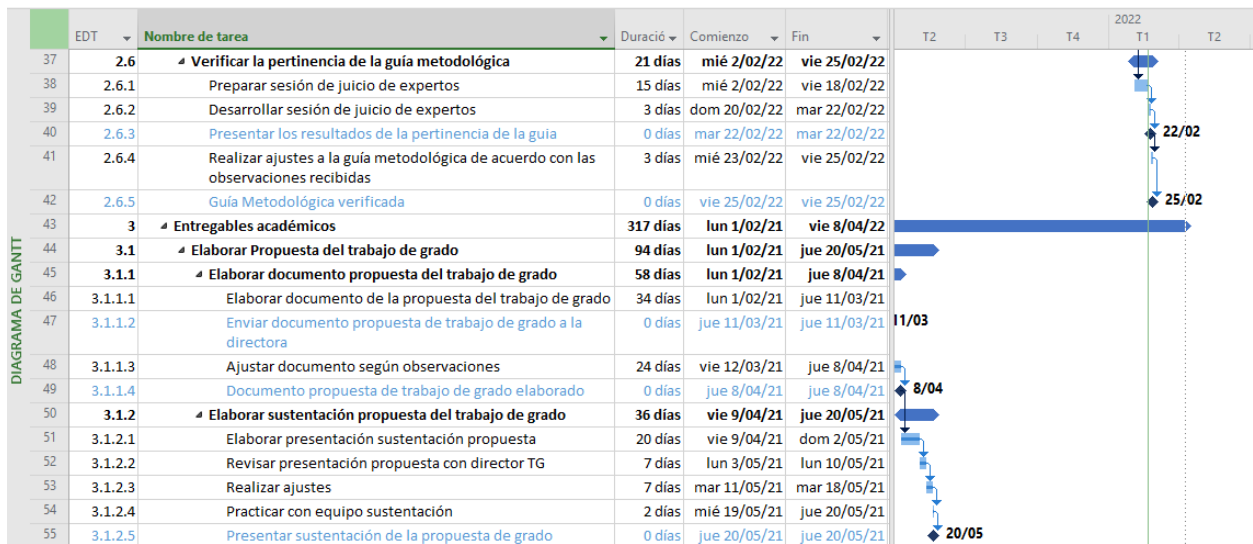 2022
EDT Nombre de tarea Duració Comienzo Fin T2 T3 T4 T1 T2
37 2.6 Verificar la pertinencia de la guía metodológica 21 días mié 2/02/22 vie 25/02/22
38 2.6.1 Preparar sesión de juicio de expertos 15 días mié 2/02/22 vie 18/02/22
39 2.6.2 Desarrollar sesión de juicio de expertos 3 días dom 20/02/22 mar 22/02/22
40 2.6.3 Presentar los resultados de la pertinencia de la guia 0 días mar 22/02/22 mar 22/02/22 22/02
41 2.6.4 Realizar ajustes a la guía metodológica de acuerdo con las 3 días mié 23/02/22 vie 25/02/22
observaciones recibidas
42 2.6.5 Guía Metodológica verificada 0 días vie 25/02/22 vie 25/02/22 25/02
43 3 Entregables académicos 317 días lun 1/02/21 vie 8/04/22
44 3.1 Elaborar Propuesta del trabajo de grado 94 días lun 1/02/21 jue 20/05/21
45 3.1.1 Elaborar documento propuesta del trabajo de grado 58 días lun 1/02/21 jue 8/04/21
46 3.1.1.1 Elaborar documento de la propuesta del trabajo de grado 34 días lun 1/02/21 jue 11/03/21
47 3.1.1.2 Enviar documento propuesta de trabajo de grado a la 0 días jue 11/03/21 jue 11/03/21 11/03
directora
48 3.1.1.3 Ajustar documento según observaciones 24 días vie 12/03/21 jue 8/04/21
49 3.1.1.4 Documento propuesta de trabajo de grado elaborado 0 días jue 8/04/21 jue 8/04/21 8/04
50 3.1.2 Elaborar sustentación propuesta del trabajo de grado 36 días vie 9/04/21 jue 20/05/21
51 3.1.2.1 Elaborar presentación sustentación propuesta 20 días vie 9/04/21 dom 2/05/21
52 3.1.2.2 Revisar presentación propuesta con director TG 7 días lun 3/05/21 lun 10/05/21
53 3.1.2.3 Realizar ajustes 7 días mar 11/05/21 mar 18/05/21
54 3.1.2.4 Practicar con equipo sustentación 2 días mié 19/05/21 jue 20/05/21
55 3.1.2.5 Presentar sustentación de la propuesta de grado 0 días jue 20/05/21 jue 20/05/21 20/05
DIAGRAMA DE GANTT